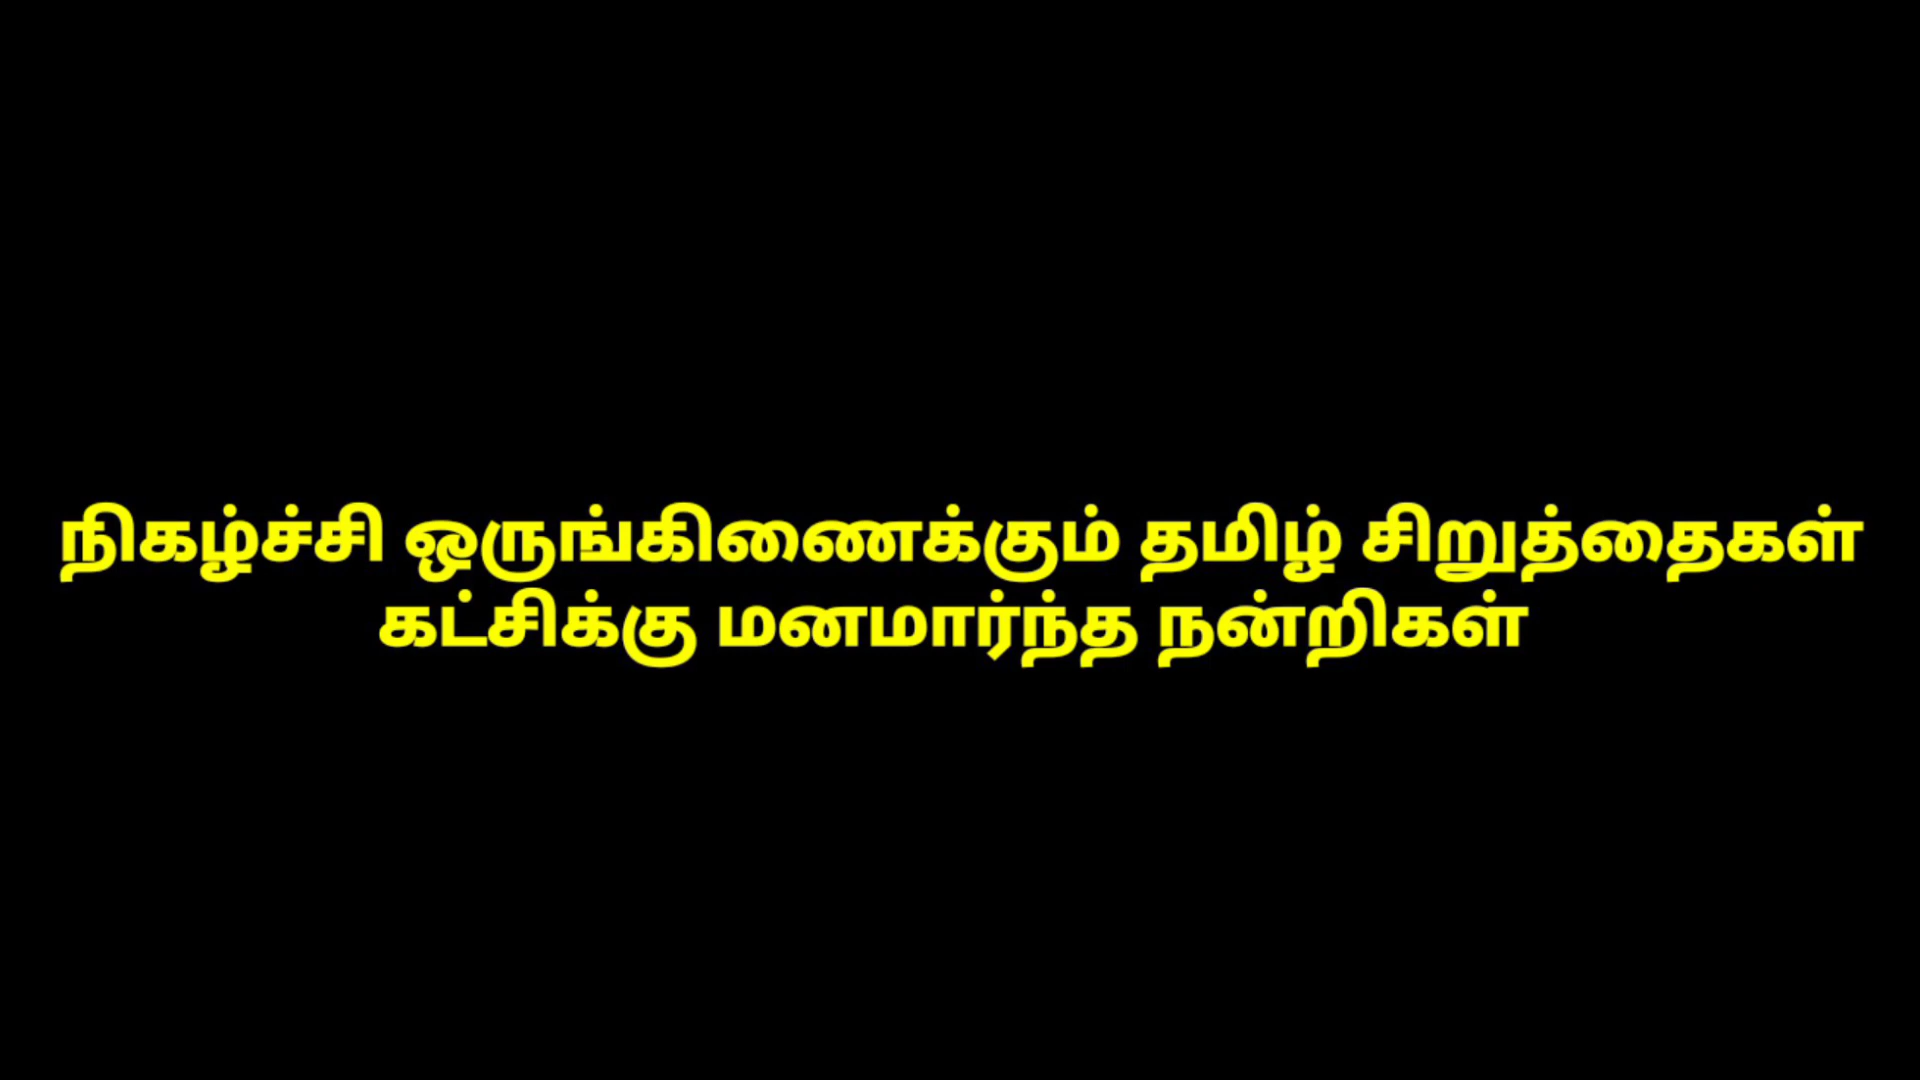 நிகழ்ச்சி ஒருங்கிணைக்கும் தமிழ் சிறுத்தைகள்
கட்சிக்கு மனமார்ந்த நன்றிகள்